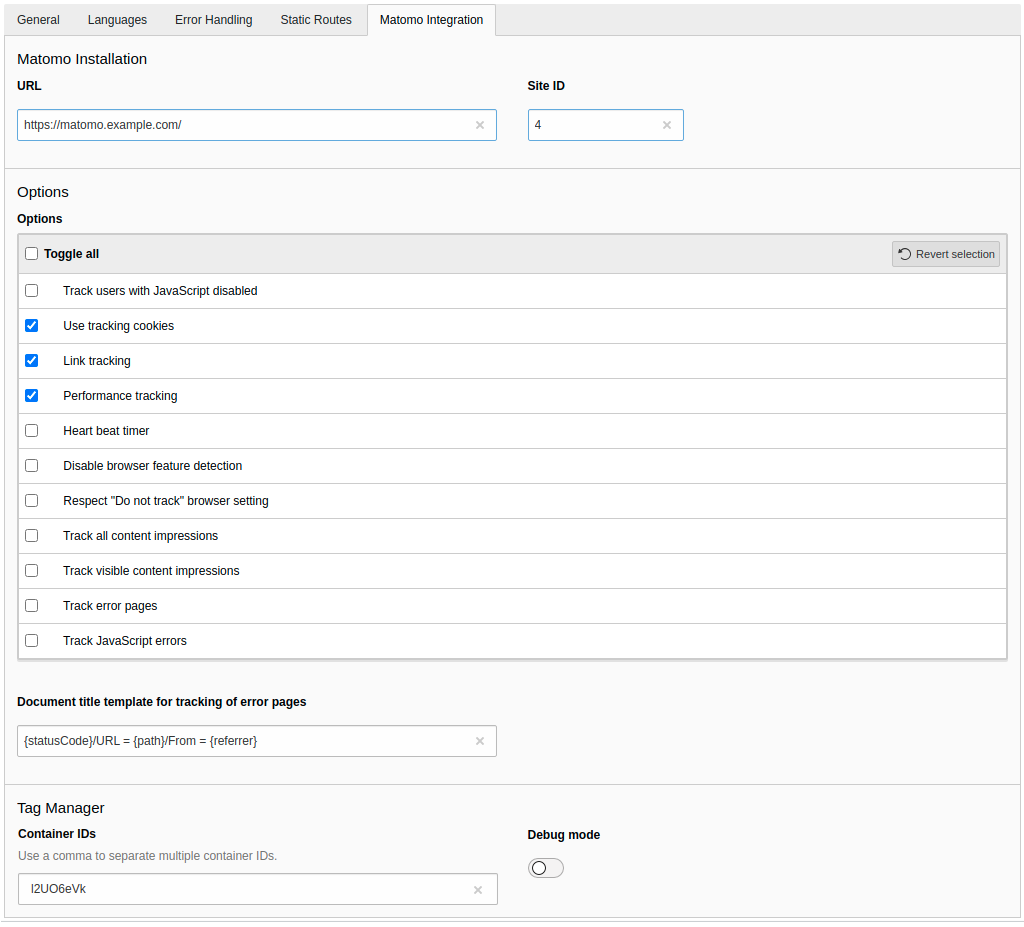 General Languages Error Handling Static Routes Matomo Integration
Matomo Installation
URL Site ID
https://matomo.example.com/ 4
Options
Options
Toggle all Revert selection
Track users with JavaScript disabled
Use tracking cookies
Link tracking
Performance tracking
Heart beat timer
Disable browser feature detection
Respect "Do not track" browser setting
Track all content impressions
Track visible content impressions
Track error pages
Track JavaScript errors
Document title template for tracking of error pages
{statusCode}/URL = {path}/From = {referrer}
Tag Manager
Container IDs Debug mode
Use a comma to separate multiple container IDs.
I2UO6eVk